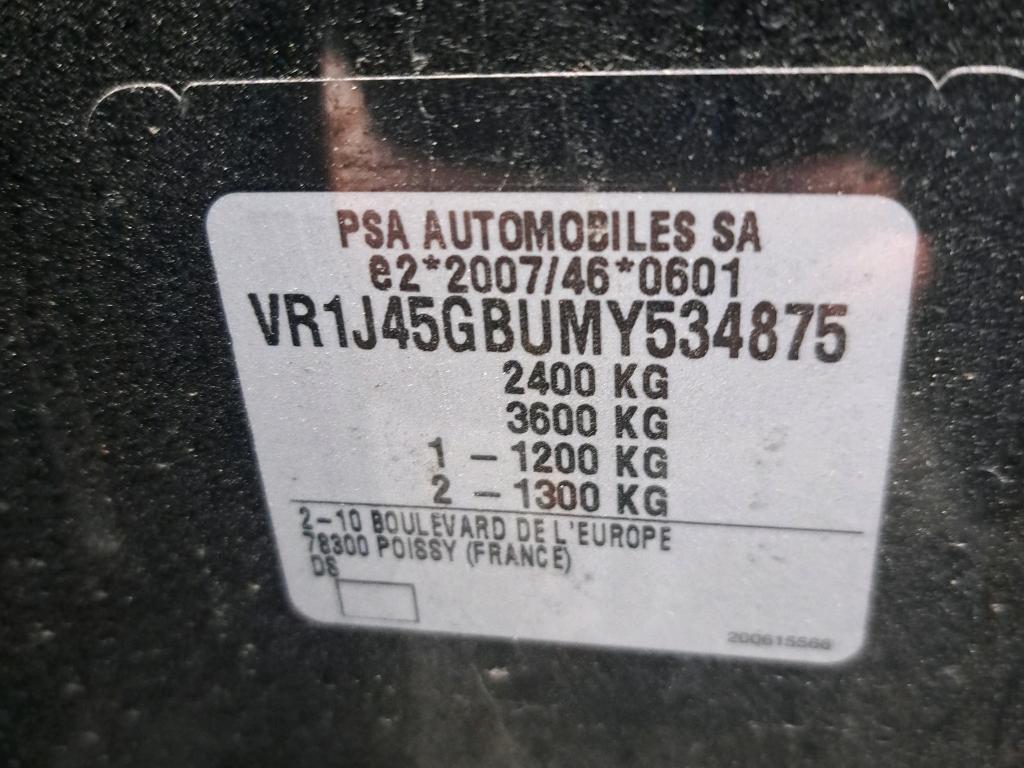 PSA AUTOMOBILES SA
e2*2007/46*0601
VR1J45GBUMY534875
2400 KG
3600 KG
1 - 1200 KG
2 - 1300 KG
2-10 BOULEVARD DE L'EUROPE
78300 POISSY (FRANCE)
DS
200615566